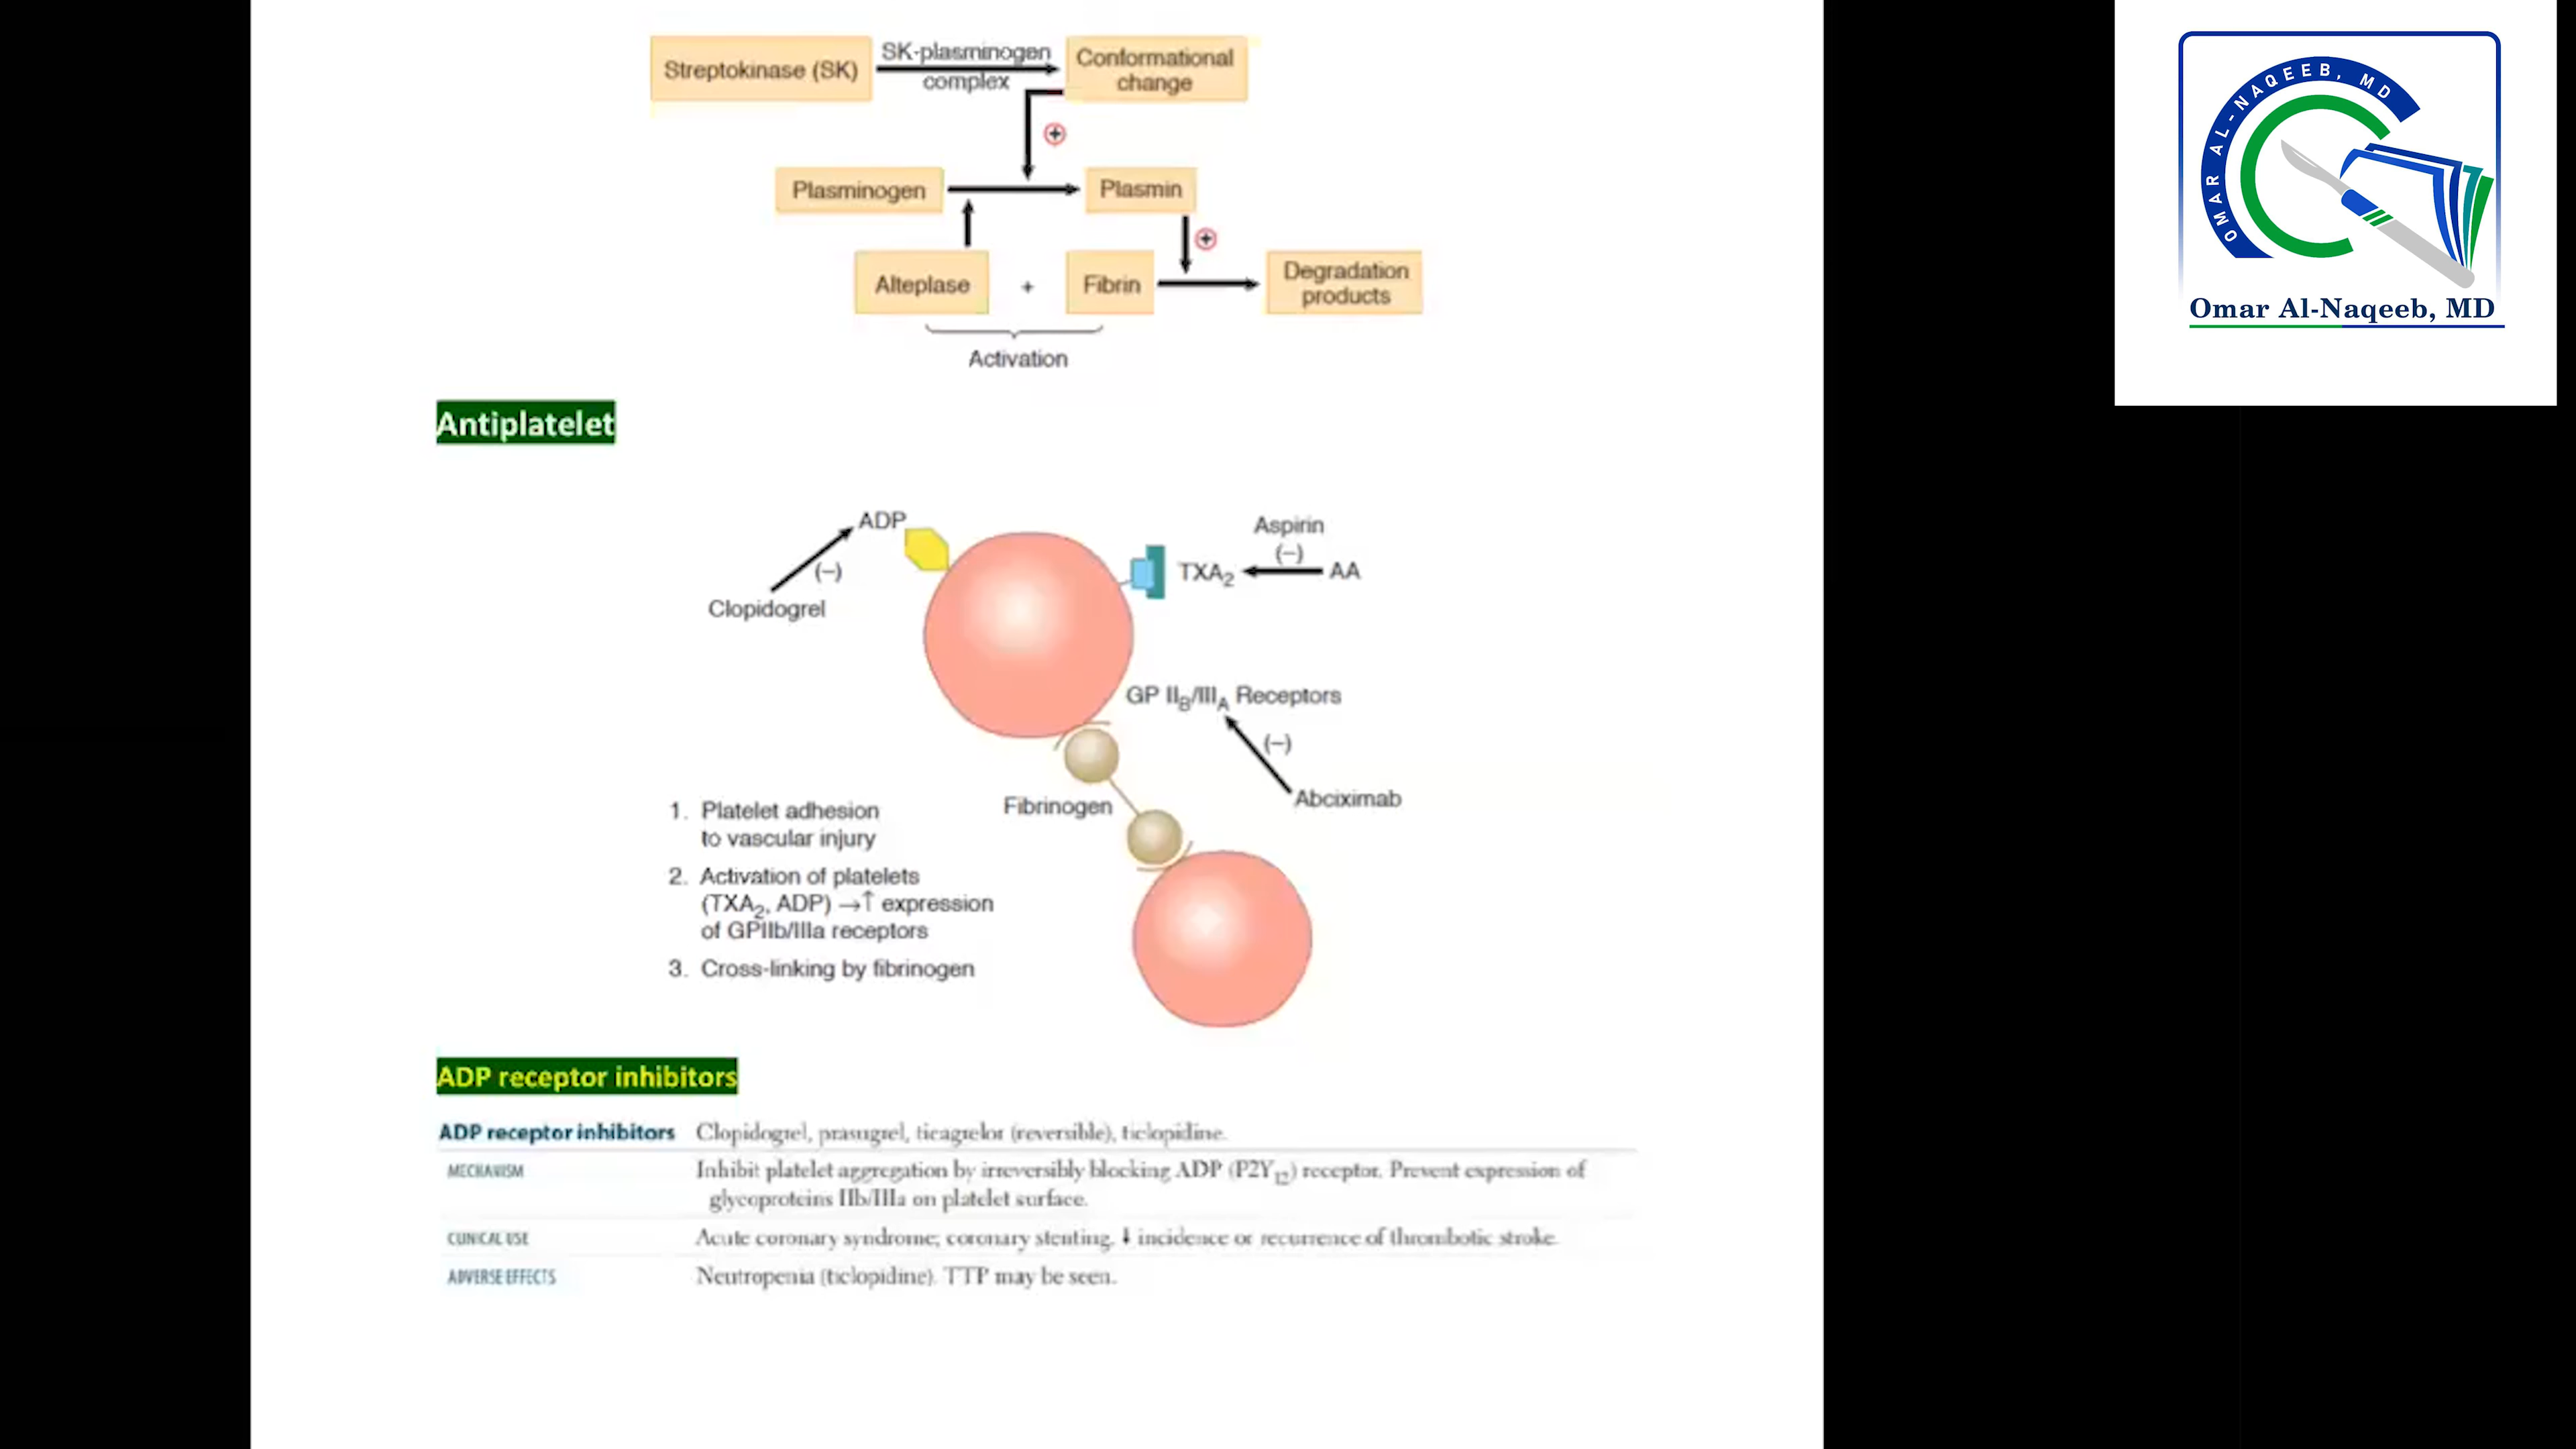 Streptokinase (SK)
SK-plasminogen
complex
Conformational
change
Plasminogen
Plasmin
Alteplase
+
Fibrin
Degradation
products
Activation
Antiplatelet
ADP
(–)
Clopidogrel
Aspirin
(–)
TXA₂
AA
GP II_B/III_A Receptors
(–)
Abciximab
Fibrinogen
1. Platelet adhesion
to vascular injury
2. Activation of platelets
(TXA₂, ADP) →↑ expression
of GPIIb/IIIa receptors
3. Cross-linking by fibrinogen
ADP receptor inhibitors
ADP receptor inhibitors Clopidogrel, prasugrel, ticagrelor (reversible), ticlopidine.
MECHANISM Inhibit platelet aggregation by irreversibly blocking ADP (P2Y₁₂) receptor. Prevent expression of
glycoproteins IIb/IIIa on platelet surface.
CLINICAL USE Acute coronary syndrome; coronary stenting. ↓ incidence or recurrence of thrombotic stroke.
ADVERSE EFFECTS Neutropenia (ticlopidine). TTP may be seen.
OMAR AL-NAQEEB, MD
Omar Al-Naqeeb, MD